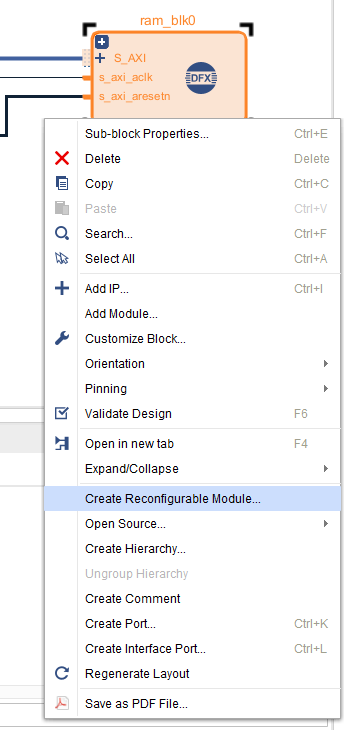 ram_blk0
S_AXI
s_axi_aclk
s_axi_aresetn
DFX
Sub-block Properties... Ctrl+E
Delete Delete
Copy Ctrl+C
Paste Ctrl+V
Search... Ctrl+F
Select All Ctrl+A
Add IP... Ctrl+I
Add Module...
Customize Block...
Orientation
Pinning
Validate Design F6
Open in new tab F4
Expand/Collapse
Create Reconfigurable Module...
Open Source...
Create Hierarchy...
Ungroup Hierarchy
Create Comment
Create Port... Ctrl+K
Create Interface Port... Ctrl+L
Regenerate Layout
Save as PDF File...